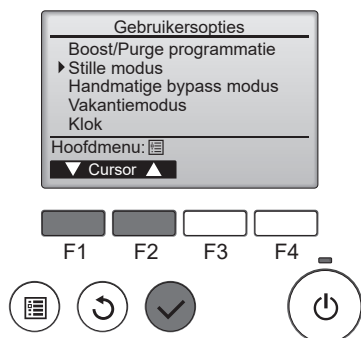 Gebruikersopties
Boost/Purge programmatie
Stille modus
Handmatige bypass modus
Vakantiemodus
Klok
Hoofdmenu:
Cursor
F1 F2 F3 F4